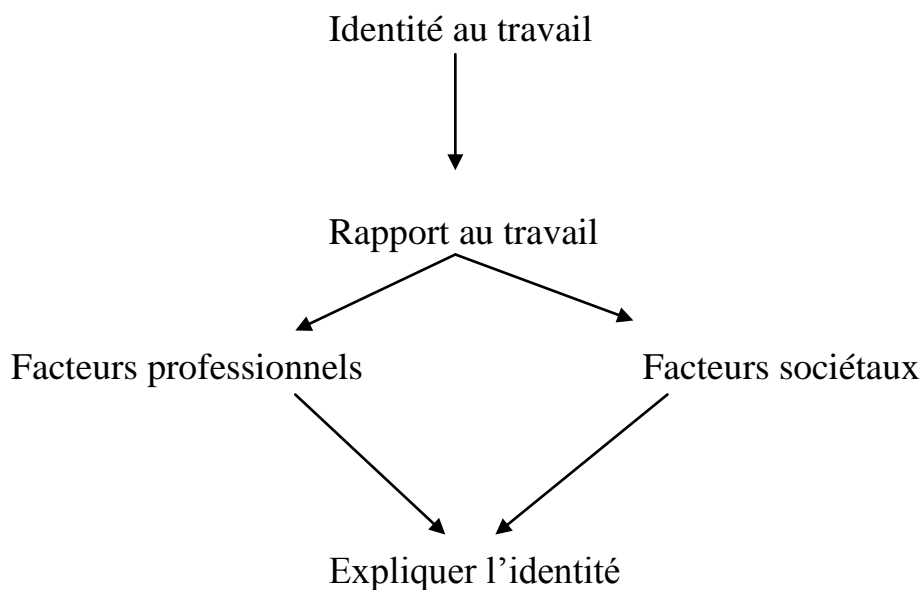 Identité au travail
Rapport au travail
Facteurs professionnels
Facteurs sociétaux
Expliquer l’identité